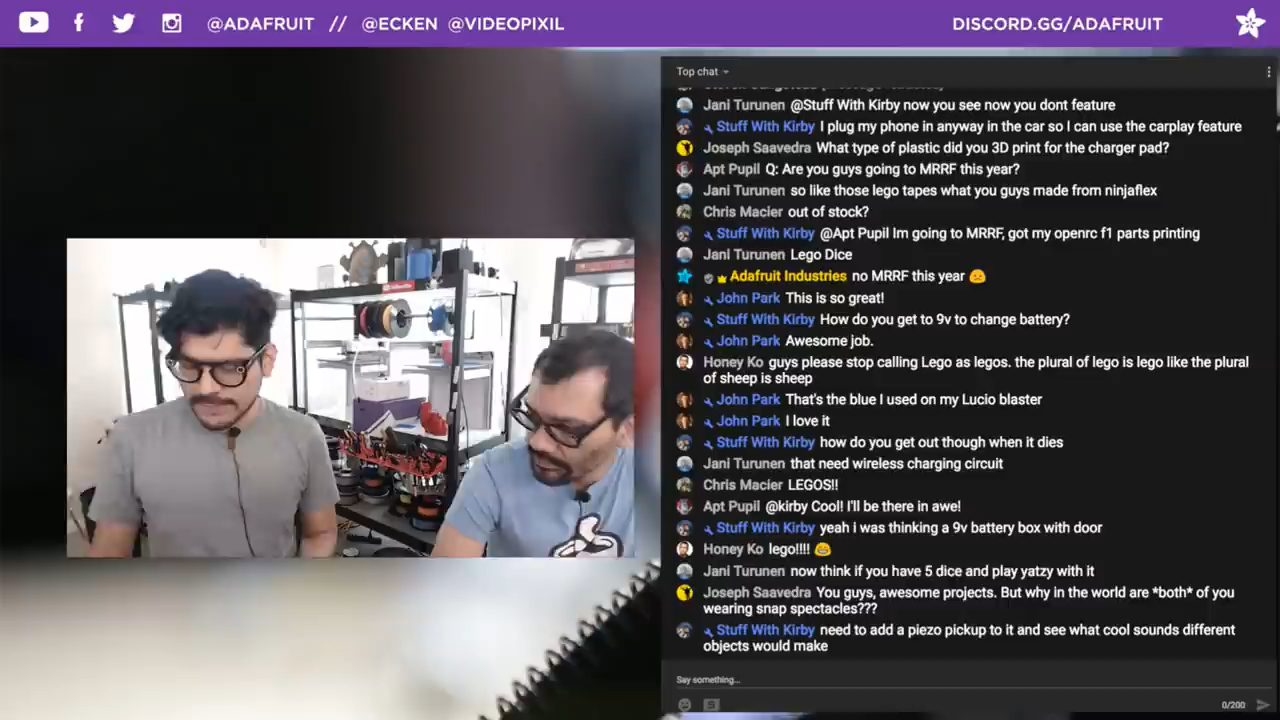 @ADAFRUIT // @ECKEN @VIDEOPIXIL
DISCORD.GG/ADAFRUIT
Top chat
Jani Turunen @Stuff With Kirby now you see now you dont feature
Stuff With Kirby I plug my phone in anyway in the car so I can use the carplay feature
Joseph Saavedra What type of plastic did you 3D print for the charger pad?
Apt Pupil Q: Are you guys going to MRRF this year?
Jani Turunen so like those lego tapes what you guys made from ninjaflex
Chris Macier out of stock?
Stuff With Kirby @Apt Pupil Im going to MRRF, got my openrc f1 parts printing
Jani Turunen Lego Dice
Adafruit Industries no MRRF this year 😕
John Park This is so great!
Stuff With Kirby How do you get to 9v to change battery?
John Park Awesome job.
Honey Ko guys please stop calling Lego as legos. the plural of lego is lego like the plural
of sheep is sheep
John Park That's the blue I used on my Lucio blaster
John Park I love it
Stuff With Kirby how do you get out though when it dies
Jani Turunen that need wireless charging circuit
Chris Macier LEGOS!!
Apt Pupil @kirby Cool! I'll be there in awe!
Stuff With Kirby yeah i was thinking a 9v battery box with door
Honey Ko lego!!!! 😂
Jani Turunen now think if you have 5 dice and play yatzy with it
Joseph Saavedra You guys, awesome projects. But why in the world are *both* of you
wearing snap spectacles???
Stuff With Kirby need to add a piezo pickup to it and see what cool sounds different
objects would make
Say something...
0/200